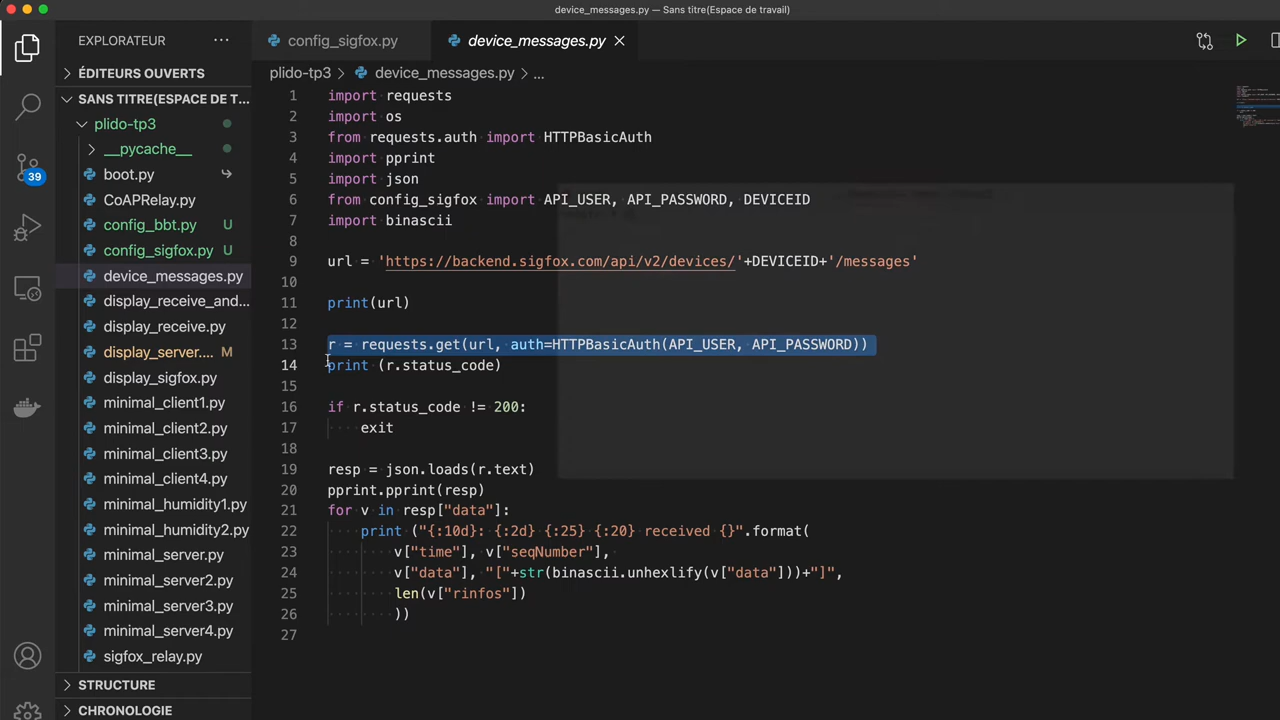 device_messages.py — Sans titre(Espace de travail)
EXPLORATEUR
config_sigfox.py
device_messages.py
plido-tp3 > device_messages.py > ...
ÉDITEURS OUVERTS
SANS TITRE(ESPACE DE T...
plido-tp3
__pycache__
boot.py
CoAPRelay.py
config_bbt.py U
config_sigfox.py U
device_messages.py
display_receive_and...
display_receive.py
display_server.... M
display_sigfox.py
minimal_client1.py
minimal_client2.py
minimal_client3.py
minimal_client4.py
minimal_humidity1.py
minimal_humidity2.py
minimal_server.py
minimal_server2.py
minimal_server3.py
minimal_server4.py
sigfox_relay.py
STRUCTURE
CHRONOLOGIE
39
1 import requests
2 import os
3 from requests.auth import HTTPBasicAuth
4 import pprint
5 import json
6 from config_sigfox import API_USER, API_PASSWORD, DEVICEID
7 import binascii
8
9 url = 'https://backend.sigfox.com/api/v2/devices/'+DEVICEID+'/messages'
10
11 print(url)
12
13 r = requests.get(url, auth=HTTPBasicAuth(API_USER, API_PASSWORD))
14 print (r.status_code)
15
16 if r.status_code != 200:
17 exit
18
19 resp = json.loads(r.text)
20 pprint.pprint(resp)
21 for v in resp["data"]:
22 print ("{:10d}: {:2d} {:25} {:20} received {}".format(
23 v["time"], v["seqNumber"],
24 v["data"], "["+str(binascii.unhexlify(v["data"]))+"]",
25 len(v["rinfos"])
26 ))
27